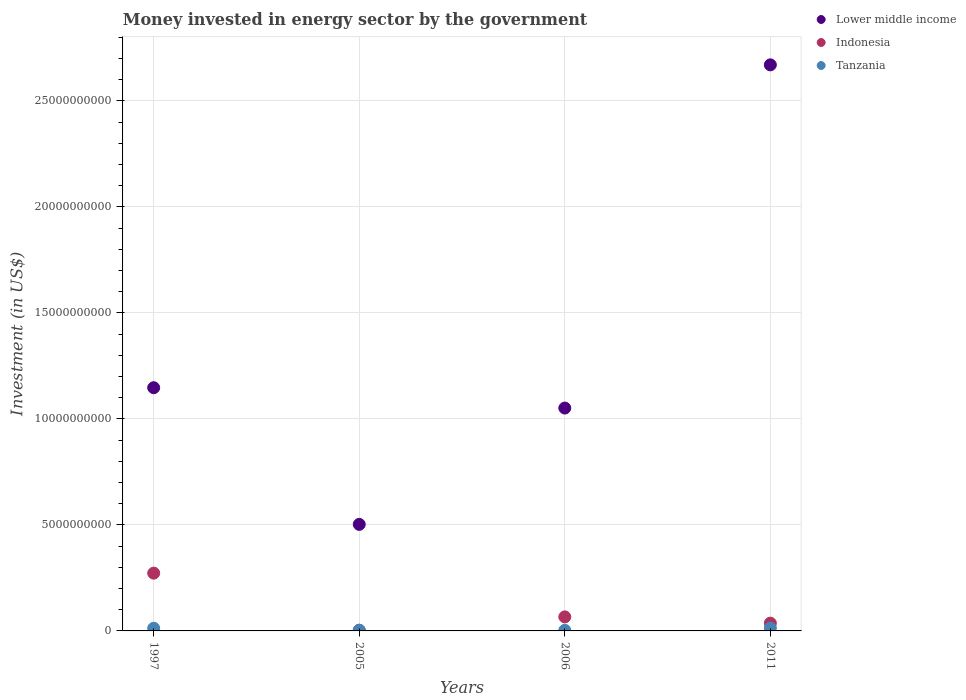 Money invested in energy sector by the government
Lower middle income
Indonesia
Tanzania
Investment (in US$)
25000000000
20000000000
15000000000
10000000000
5000000000
0
1997
2005
2006
2011
Years